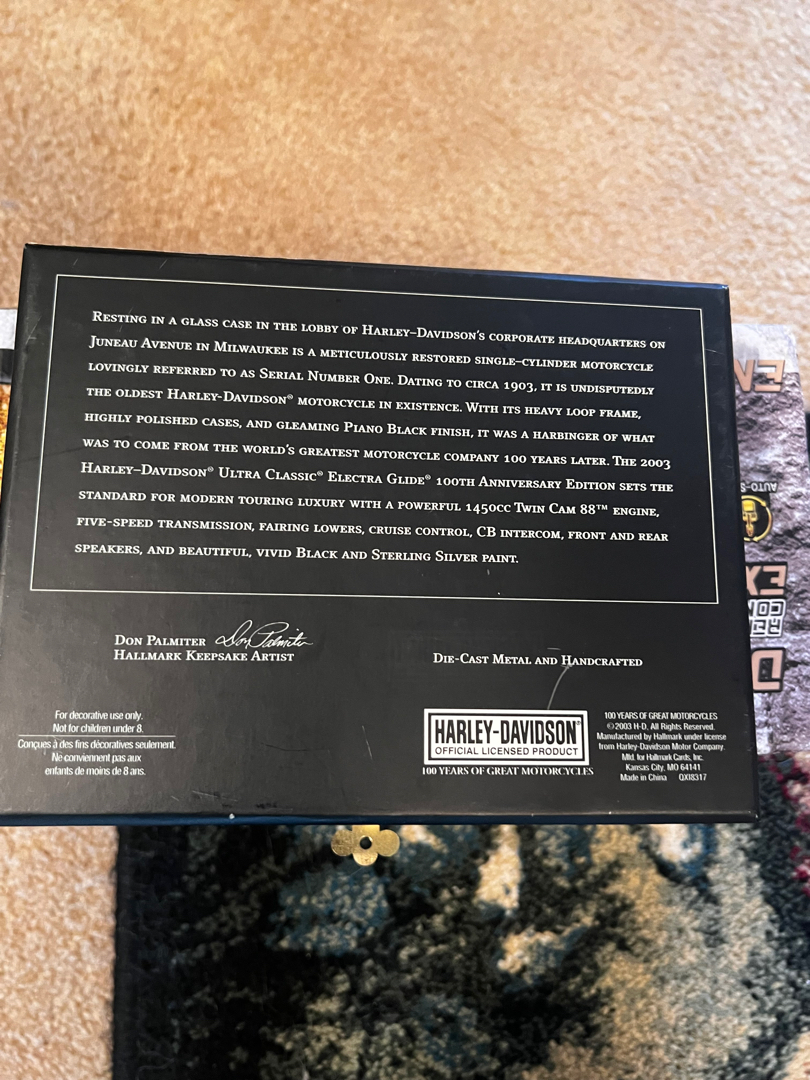 Resting in a glass case in the lobby of Harley–Davidson's corporate headquarters on
Juneau Avenue in Milwaukee is a meticulously restored single–cylinder motorcycle
lovingly referred to as Serial Number One. Dating to circa 1903, it is undisputedly
the oldest Harley-Davidson® motorcycle in existence. With its heavy loop frame,
highly polished cases, and gleaming Piano Black finish, it was a harbinger of what
was to come from the world's greatest motorcycle company 100 years later. The 2003
Harley–Davidson® Ultra Classic® Electra Glide® 100th Anniversary Edition sets the
standard for modern touring luxury with a powerful 1450cc Twin Cam 88™ engine,
five-speed transmission, fairing lowers, cruise control, CB intercom, front and rear
speakers, and beautiful, vivid Black and Sterling Silver paint.
Don Palmiter Don Palmiter
Hallmark Keepsake Artist
Die-Cast Metal and Handcrafted
For decorative use only.
Not for children under 8.
Conçues à des fins décoratives seulement.
Ne conviennent pas aux
enfants de moins de 8 ans.
HARLEY-DAVIDSON®
OFFICIAL LICENSED PRODUCT
100 YEARS OF GREAT MOTORCYCLES
100 YEARS OF GREAT MOTORCYCLES
©2003 H-D, All Rights Reserved.
Manufactured by Hallmark under license
from Harley-Davidson Motor Company.
Mfd. for Hallmark Cards, Inc.
Kansas City, MO 64141
Made in China QXI8317